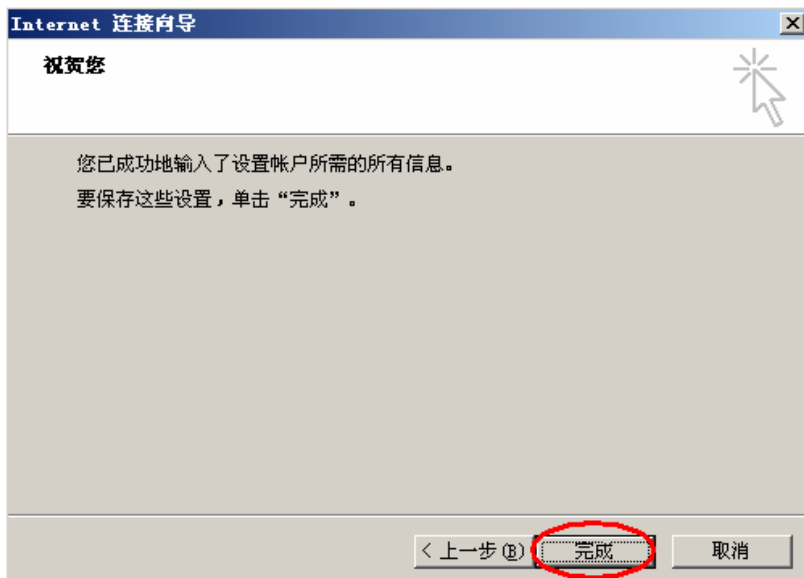 Internet 连接向导
祝贺您
您已成功地输入了设置帐户所需的所有信息。
要保存这些设置，单击“完成”。
< 上一步(B)
完成
取消